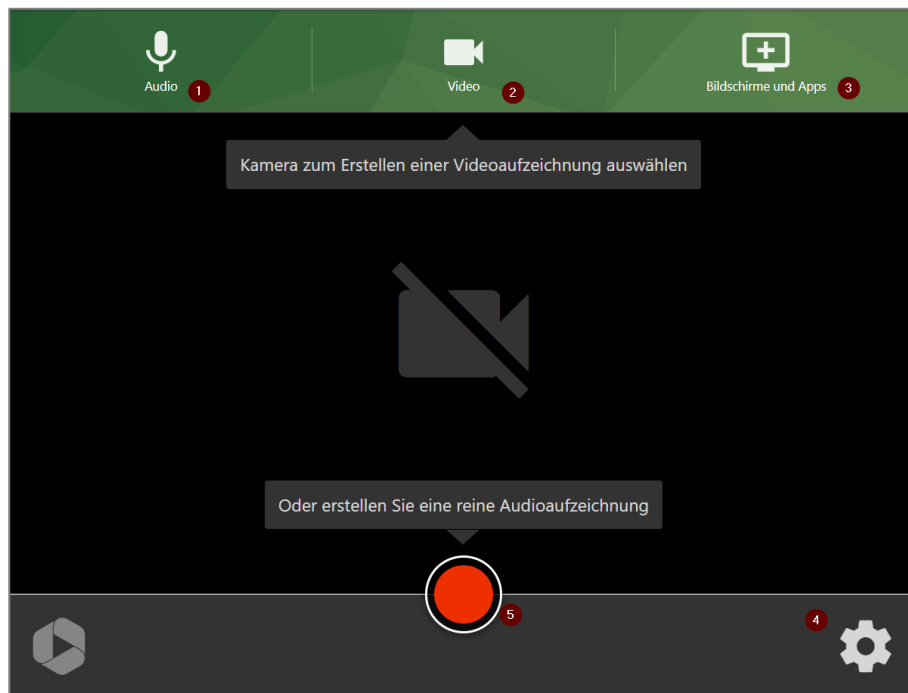 Audio
1
Video
2
Bildschirme und Apps
3
Kamera zum Erstellen einer Videoaufzeichnung auswählen
Oder erstellen Sie eine reine Audioaufzeichnung
5
4